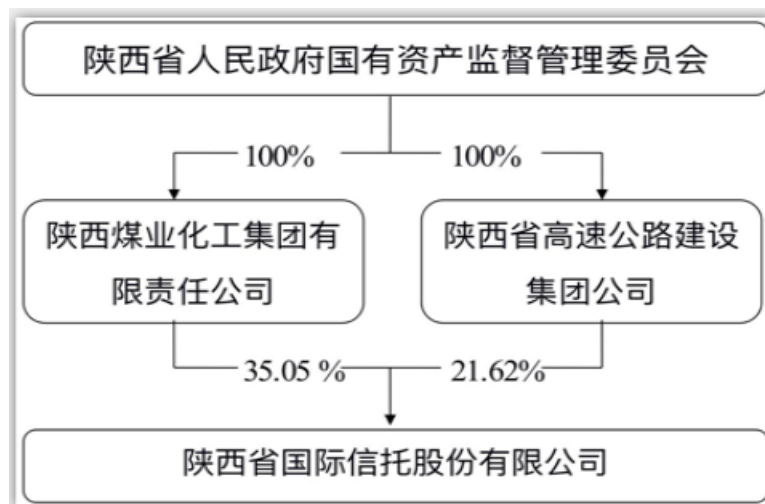 陕西省人民政府国有资产监督管理委员会
100%
100%
陕西煤业化工集团有
限责任公司
陕西省高速公路建设
集团公司
35.05 %
21.62%
陕西省国际信托股份有限公司